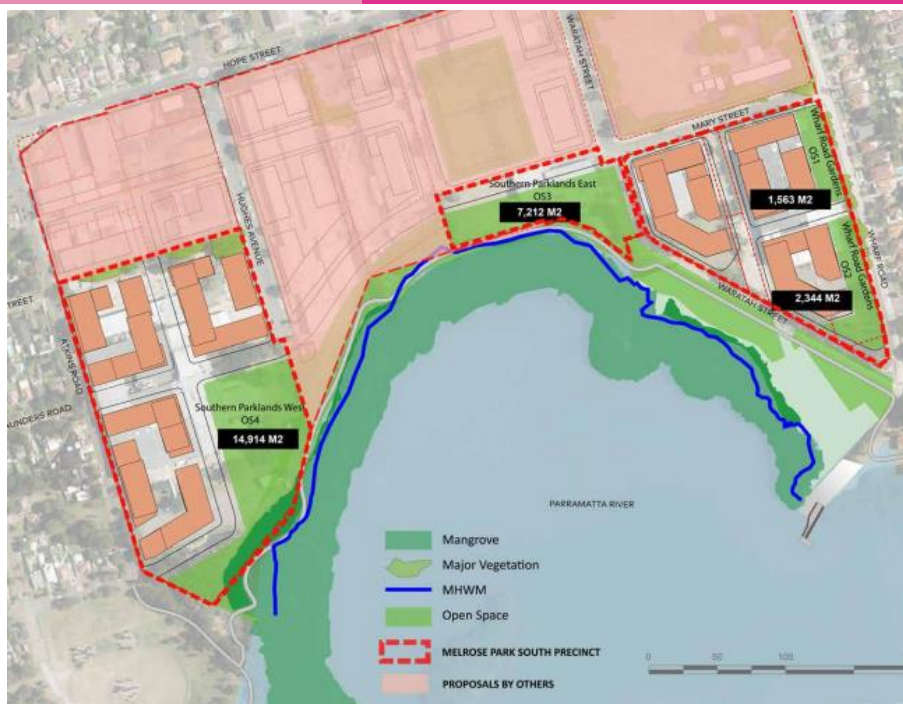 HOPE STREET
WARATAH STREET
MARY STREET
Wharf Road Gardens
OS1
1,563 M2
Southern Parklands East
OS3
7,212 M2
HUGHES AVENUE
WHARF ROAD
Wharf Road Gardens
OS2
2,344 M2
WARATAH STREET
STREET
ATKINS ROAD
AUNDERS ROAD
Southern Parklands West
OS4
14,914 M2
PARRAMATTA RIVER
Mangrove
Major Vegetation
MHWM
Open Space
MELROSE PARK SOUTH PRECINCT
PROPOSALS BY OTHERS
0 50 100